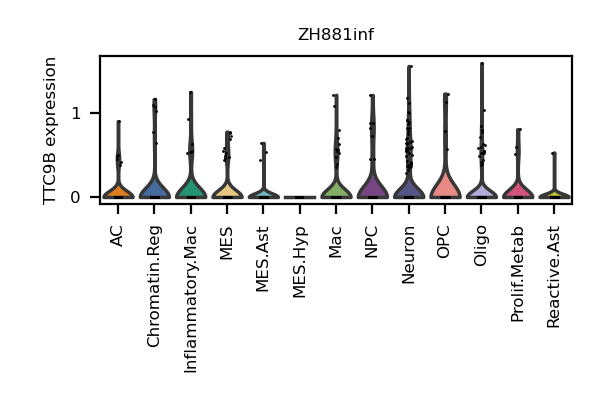 ZH881inf
TTC9B expression
1
0
AC
Chromatin.Reg
Inflammatory.Mac
MES
MES.Ast
MES.Hyp
Mac
NPC
Neuron
OPC
Oligo
Prolif.Metab
Reactive.Ast